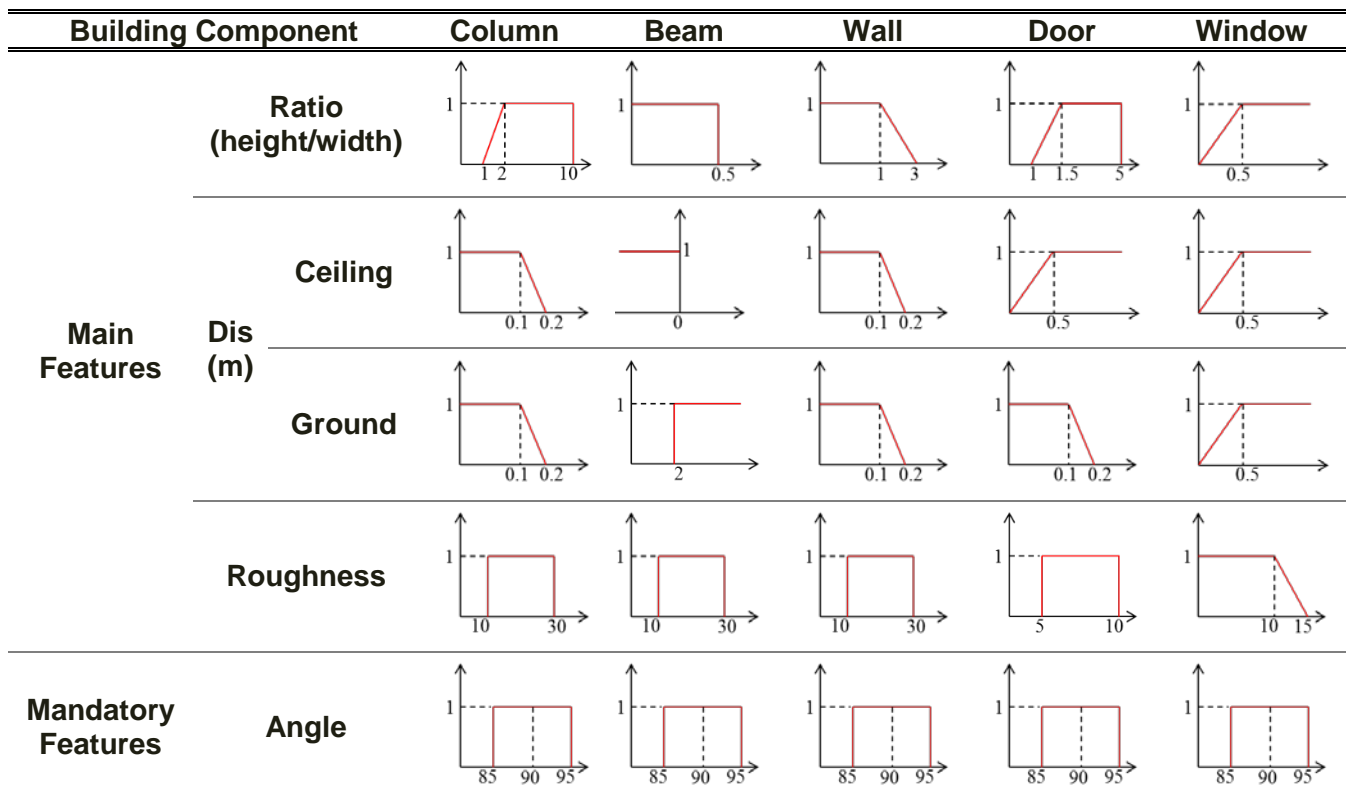 Building Component Column Beam Wall Door Window
Ratio
(height/width)
1 1 2 10
1 0.5
1 1 3
1 1 1.5 5
1 0.5
Main
Features
Dis
(m)
Ceiling
1 0.1 0.2
1 0
1 0.1 0.2
1 0.5
1 0.5
Ground
1 0.1 0.2
1 2
1 0.1 0.2
1 0.1 0.2
1 0.5
Roughness
1 10 30
1 10 30
1 10 30
1 5 10
1 10 15
Mandatory
Features
Angle
1 85 90 95
1 85 90 95
1 85 90 95
1 85 90 95
1 85 90 95